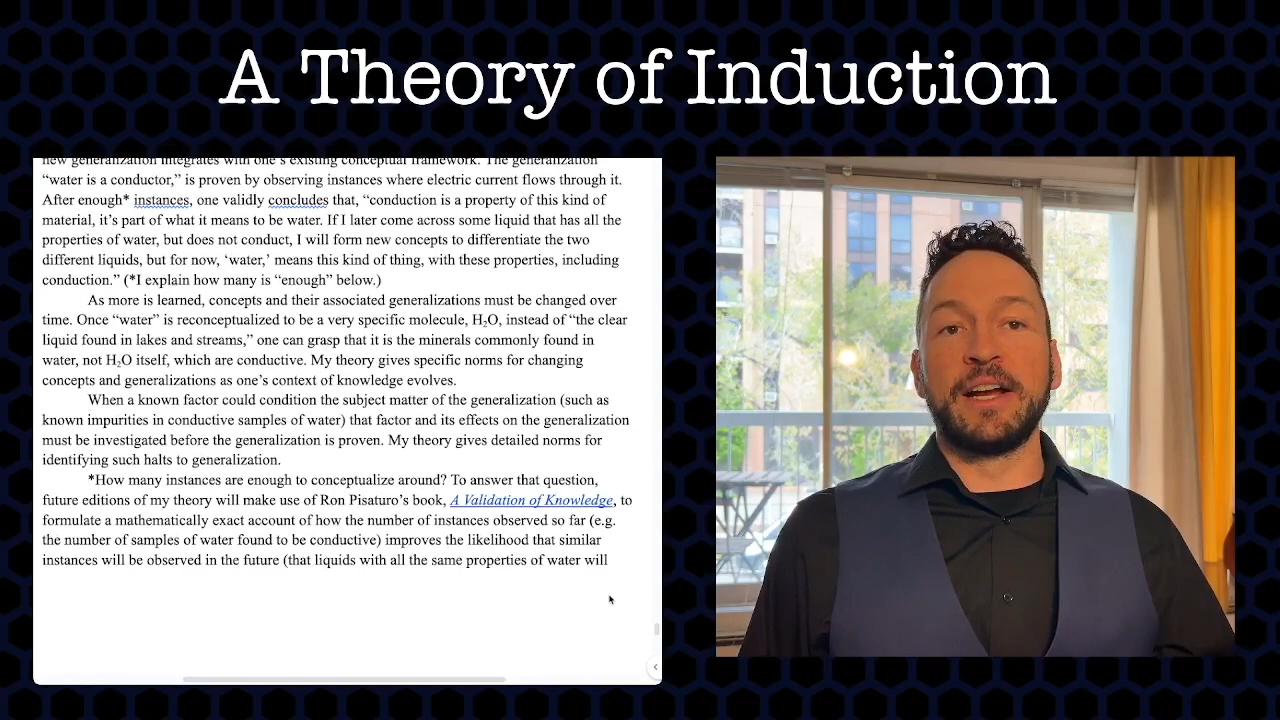 A Theory of Induction
new generalization integrates with one's existing conceptual framework. The generalization
“water is a conductor,” is proven by observing instances where electric current flows through it.
After enough* instances, one validly concludes that, “conduction is a property of this kind of
material, it’s part of what it means to be water. If I later come across some liquid that has all the
properties of water, but does not conduct, I will form new concepts to differentiate the two
different liquids, but for now, ‘water,’ means this kind of thing, with these properties, including
conduction.” (*I explain how many is “enough” below.)
As more is learned, concepts and their associated generalizations must be changed over
time. Once “water” is reconceptualized to be a very specific molecule, H₂O, instead of “the clear
liquid found in lakes and streams,” one can grasp that it is the minerals commonly found in
water, not H₂O itself, which are conductive. My theory gives specific norms for changing
concepts and generalizations as one’s context of knowledge evolves.
When a known factor could condition the subject matter of the generalization (such as
known impurities in conductive samples of water) that factor and its effects on the generalization
must be investigated before the generalization is proven. My theory gives detailed norms for
identifying such halts to generalization.
*How many instances are enough to conceptualize around? To answer that question,
future editions of my theory will make use of Ron Pisaturo’s book, A Validation of Knowledge, to
formulate a mathematically exact account of how the number of instances observed so far (e.g.
the number of samples of water found to be conductive) improves the likelihood that similar
instances will be observed in the future (that liquids with all the same properties of water will